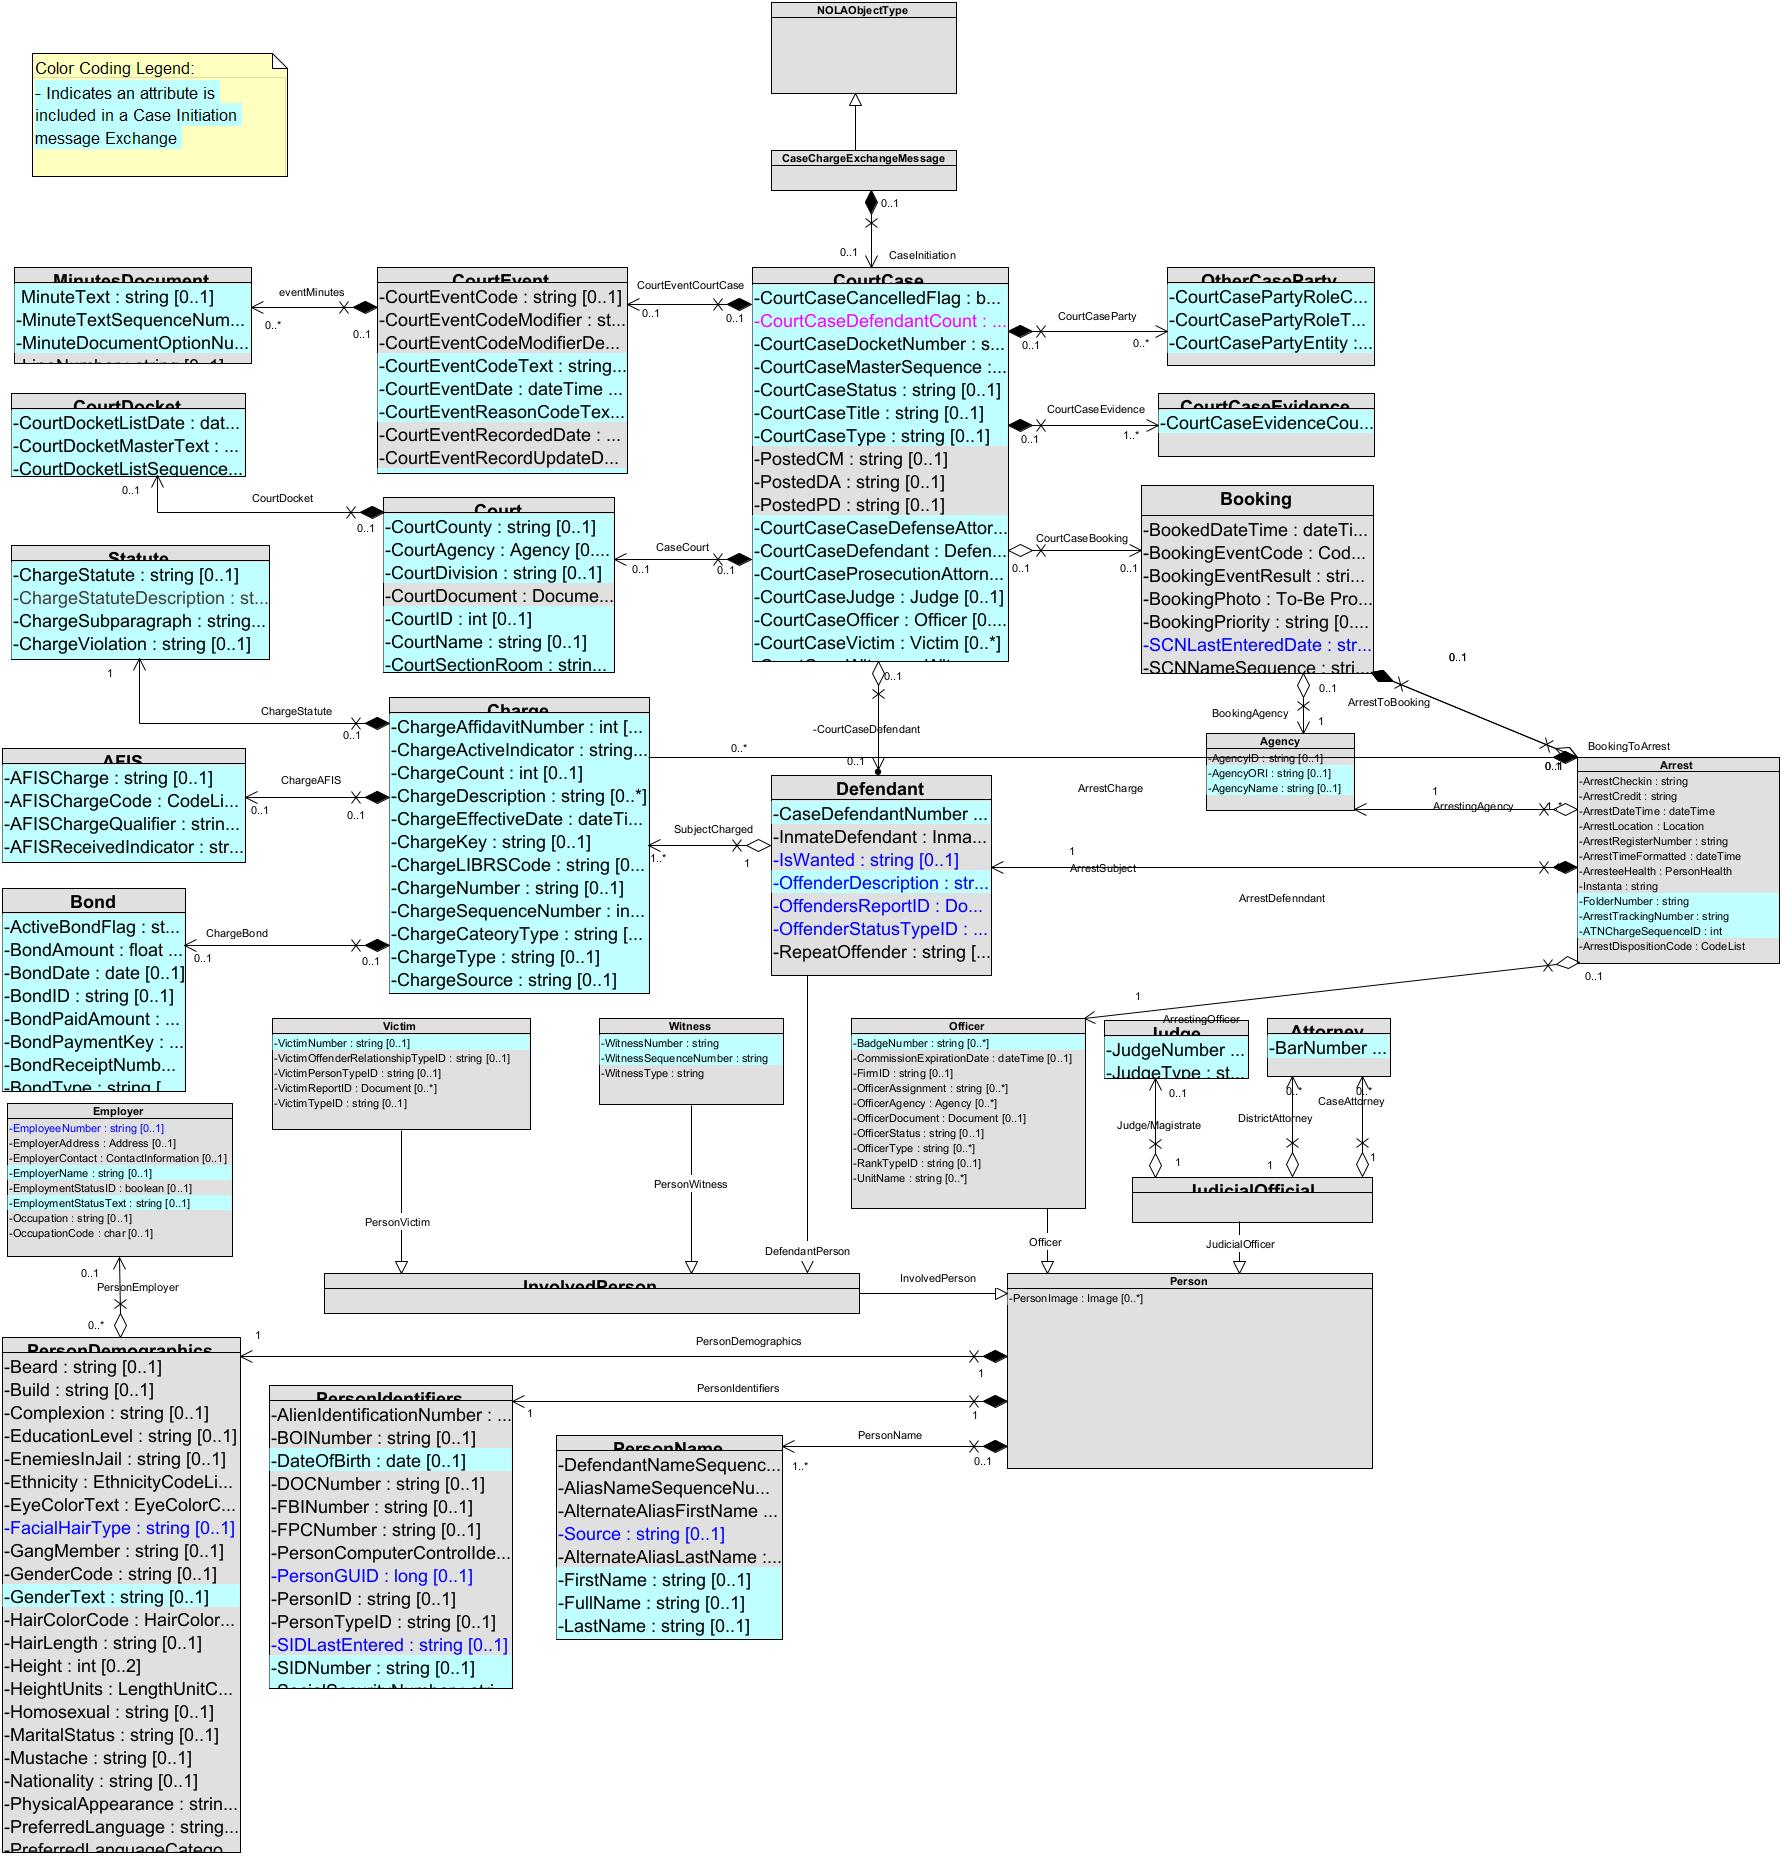 NOLAObjectType
Color Coding Legend:
- Indicates an attribute is
included in a Case Initiation
message Exchange
CaseChargeExchangeMessage
0..1
0..1
CaseInitiation
MinutesDocument
MinuteText : string [0..1]
-MinuteTextSequenceNum...
-MinuteDocumentOptionNu...
-LineNumber : string [0..1]
eventMinutes
0..*
0..1
CourtEvent
-CourtEventCode : string [0..1]
-CourtEventCodeModifier : st...
-CourtEventCodeModifierDe...
-CourtEventCodeText : string...
-CourtEventDate : dateTime ...
-CourtEventReasonCodeTex...
-CourtEventRecordedDate : ...
-CourtEventRecordUpdateD...
CourtEventCourtCase
0..1
0..1
CourtCase
-CourtCaseCancelledFlag : b...
-CourtCaseDefendantCount : ...
-CourtCaseDocketNumber : s...
-CourtCaseMasterSequence :...
-CourtCaseStatus : string [0..1]
-CourtCaseTitle : string [0..1]
-CourtCaseType : string [0..1]
-PostedCM : string [0..1]
-PostedDA : string [0..1]
-PostedPD : string [0..1]
-CourtCaseCaseDefenseAttor...
-CourtCaseDefendant : Defen...
-CourtCaseProsecutionAttorn...
-CourtCaseJudge : Judge [0..1]
-CourtCaseOfficer : Officer [0....
-CourtCaseVictim : Victim [0..*]
CourtCaseParty
0..1
0..*
OtherCaseParty
-CourtCasePartyRoleC...
-CourtCasePartyRoleT...
-CourtCasePartyEntity :...
CourtCaseEvidence
0..1
1..*
CourtCaseEvidence
-CourtCaseEvidenceCou...
CourtDocket
-CourtDocketListDate : dat...
-CourtDocketMasterText : ...
-CourtDocketListSequence...
0..1
CourtDocket
0..1
Court
-CourtCounty : string [0..1]
-CourtAgency : Agency [0....
-CourtDivision : string [0..1]
-CourtDocument : Docume...
-CourtID : int [0..1]
-CourtName : string [0..1]
-CourtSectionRoom : strin...
CaseCourt
0..1
0..1
CourtCaseBooking
0..1
0..1
Booking
-BookedDateTime : dateTi...
-BookingEventCode : Cod...
-BookingEventResult : stri...
-BookingPhoto : To-Be Pro...
-BookingPriority : string [0....
-SCNLastEnteredDate : str...
-SCNNameSequence : stri...
Statute
-ChargeStatute : string [0..1]
-ChargeStatuteDescription : st...
-ChargeSubparagraph : string...
-ChargeViolation : string [0..1]
1
ChargeStatute
0..1
Charge
-ChargeAffidavitNumber : int [...
-ChargeActiveIndicator : string...
-ChargeCount : int [0..1]
-ChargeDescription : string [0..*]
-ChargeEffectiveDate : dateTi...
-ChargeKey : string [0..1]
-ChargeLIBRSCode : string [0...
-ChargeNumber : string [0..1]
-ChargeSequenceNumber : in...
-ChargeCateoryType : string [...
-ChargeType : string [0..1]
-ChargeSource : string [0..1]
0..1
-CourtCaseDefendant
0..1
0..*
ArrestCharge
0..1
BookingAgency
1
0..1
ArrestToBooking
BookingToArrest
0..1
Agency
-AgencyID : string [0..1]
-AgencyORI : string [0..1]
-AgencyName : string [0..1]
1
ArrestingAgency
1..*
Arrest
-ArrestCheckin : string
-ArrestCredit : string
-ArrestDateTime : dateTime
-ArrestLocation : Location
-ArrestRegisterNumber : string
-ArrestTimeFormatted : dateTime
-ArresteeHealth : PersonHealth
-Instanta : string
-FolderNumber : string
-ArrestTrackingNumber : string
-ATNChargeSequenceID : int
-ArrestDispositionCode : CodeList
AFIS
-AFISCharge : string [0..1]
-AFISChargeCode : CodeLi...
-AFISChargeQualifier : strin...
-AFISReceivedIndicator : str...
ChargeAFIS
0..1
0..1
Defendant
-CaseDefendantNumber ...
-InmateDefendant : Inma...
-IsWanted : string [0..1]
-OffenderDescription : str...
-OffendersReportID : Do...
-OffenderStatusTypeID : ...
-RepeatOffender : string [...
SubjectCharged
1..*
1
1
ArrestSubject
ArrestDefenndant
Bond
-ActiveBondFlag : st...
-BondAmount : float ...
-BondDate : date [0..1]
-BondID : string [0..1]
-BondPaidAmount : ...
-BondPaymentKey : ...
-BondReceiptNumb...
-BondType : string [
ChargeBond
0..1
0..1
0..1
1
ArrestingOfficer
Victim
-VictimNumber : string [0..1]
-VictimOffenderRelationshipTypeID : string [0..1]
-VictimPersonTypeID : string [0..1]
-VictimReportID : Document [0..*]
-VictimTypeID : string [0..1]
Witness
-WitnessNumber : string
-WitnessSequenceNumber : string
-WitnessType : string
Officer
-BadgeNumber : string [0..*]
-CommissionExpirationDate : dateTime [0..1]
-FirmID : string [0..1]
-OfficerAssignment : string [0..*]
-OfficerAgency : Agency [0..*]
-OfficerDocument : Document [0..1]
-OfficerStatus : string [0..1]
-OfficerType : string [0..*]
-RankTypeID : string [0..1]
-UnitName : string [0..*]
Judge
-JudgeNumber ...
-JudgeType : st...
Attorney
-BarNumber ...
0..1
Judge/Magistrate
1
0..*
DistrictAttorney
1
0..*
CaseAttorney
1
JudicialOfficial
Employer
-EmployeeNumber : string [0..1]
-EmployerAddress : Address [0..1]
-EmployerContact : ContactInformation [0..1]
-EmployerName : string [0..1]
-EmploymentStatusID : boolean [0..1]
-EmploymentStatusText : string [0..1]
-Occupation : string [0..1]
-OccupationCode : char [0..1]
PersonVictim
PersonWitness
DefendantPerson
Officer
JudicialOfficer
0..1
PersonEmployer
0..*
InvolvedPerson
InvolvedPerson
Person
-PersonImage : Image [0..*]
PersonDemographics
-Beard : string [0..1]
-Build : string [0..1]
-Complexion : string [0..1]
-EducationLevel : string [0..1]
-EnemiesInJail : string [0..1]
-Ethnicity : EthnicityCodeLi...
-EyeColorText : EyeColorC...
-FacialHairType : string [0..1]
-GangMember : string [0..1]
-GenderCode : string [0..1]
-GenderText : string [0..1]
-HairColorCode : HairColor...
-HairLength : string [0..1]
-Height : int [0..2]
-HeightUnits : LengthUnitC...
-Homosexual : string [0..1]
-MaritalStatus : string [0..1]
-Mustache : string [0..1]
-Nationality : string [0..1]
-PhysicalAppearance : strin...
-PreferredLanguage : string...
-PreferredLanguageCatego...
1
PersonDemographics
1
PersonIdentifiers
1
1
PersonIdentifiers
-AlienIdentificationNumber : ...
-BOINumber : string [0..1]
-DateOfBirth : date [0..1]
-DOCNumber : string [0..1]
-FBINumber : string [0..1]
-FPCNumber : string [0..1]
-PersonComputerControlIde...
-PersonGUID : long [0..1]
-PersonID : string [0..1]
-PersonTypeID : string [0..1]
-SIDLastEntered : string [0..1]
-SIDNumber : string [0..1]
-SocialSecurityNumber : stri...
PersonName
1..*
0..1
PersonName
-DefendantNameSequenc...
-AliasNameSequenceNu...
-AlternateAliasFirstName ...
-Source : string [0..1]
-AlternateAliasLastName :...
-FirstName : string [0..1]
-FullName : string [0..1]
-LastName : string [0..1]